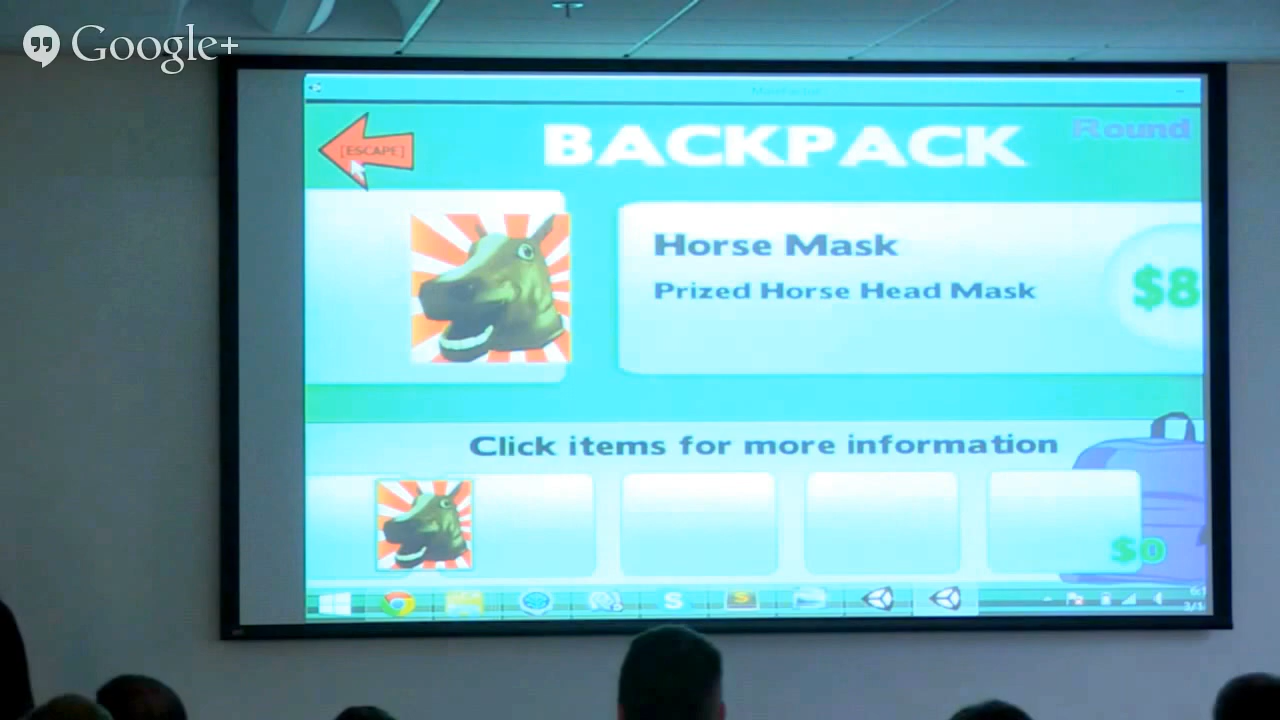 Google+
BACKPACK
Round
[ESCAPE]
Horse Mask
Prized Horse Head Mask
$8
Click items for more information
$0
S
S